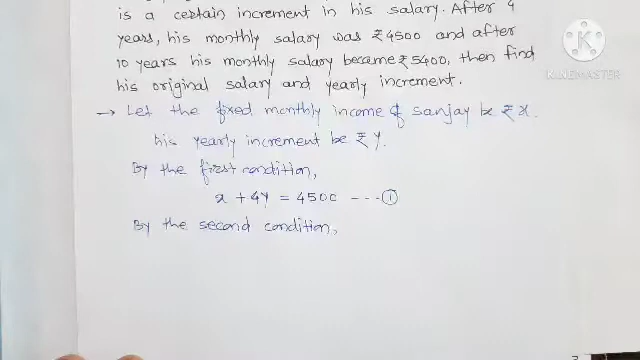 is a certain increment in his salary. After 4
years, his monthly salary was ₹4500 and after
10 years his monthly salary became ₹5400, then find
his original salary and yearly increment.
→ Let the fixed monthly income of sanjay be ₹x.
his yearly increment be ₹y.
By the first condition,
x + 4y = 4500 ---①
By the second condition,
KINEMASTER